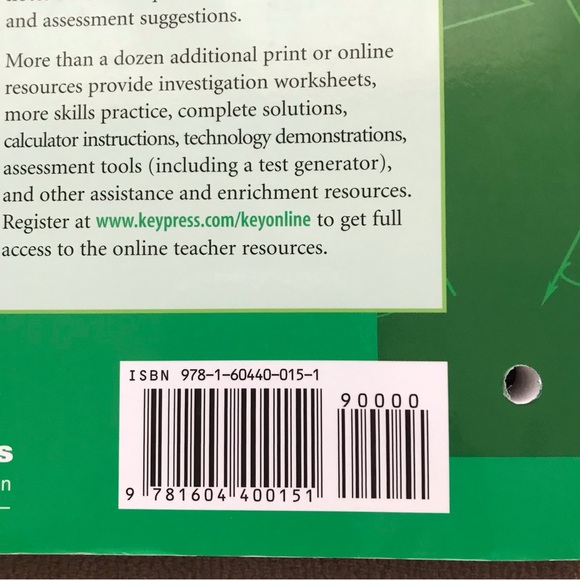 and assessment suggestions.
More than a dozen additional print or online
resources provide investigation worksheets,
more skills practice, complete solutions,
calculator instructions, technology demonstrations,
assessment tools (including a test generator),
and other assistance and enrichment resources.
Register at www.keypress.com/keyonline to get full
access to the online teacher resources.
ISBN 978-1-60440-015-1
90000
9 781604 400151
s
n